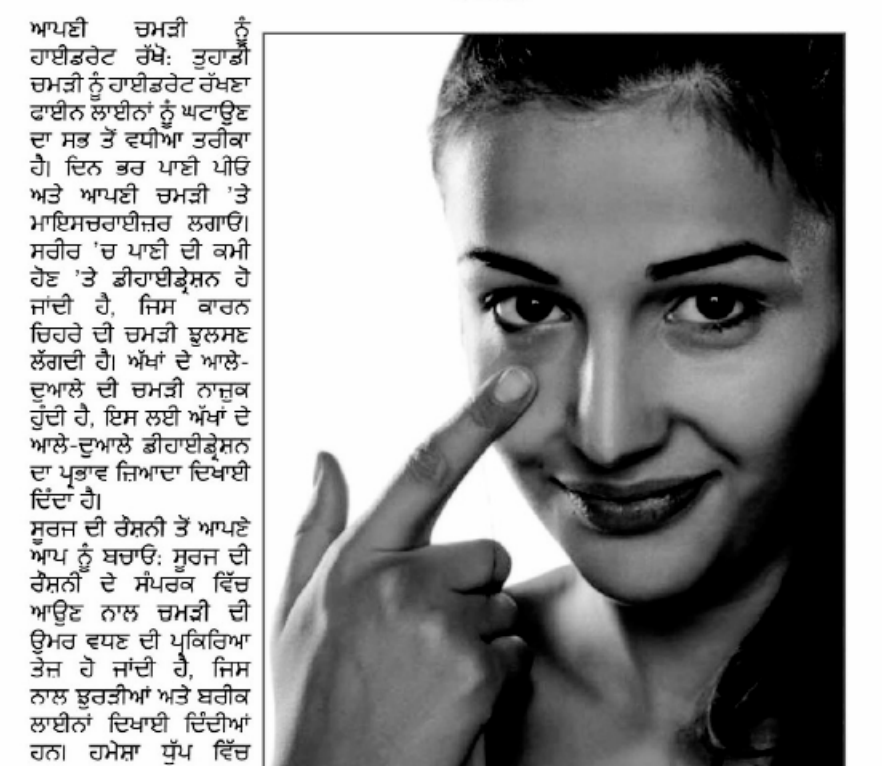 ਆਪਣੀ ਚਮੜੀ ਨੂੰ
ਹਾਈਡਰੇਟ ਰੱਖੋ: ਤੁਹਾਡੀ
ਚਮੜੀ ਨੂੰ ਹਾਈਡਰੇਟ ਰੱਖਣਾ
ਫਾਈਨ ਲਾਈਨਾਂ ਨੂੰ ਘਟਾਉਣ
ਦਾ ਸਭ ਤੋਂ ਵਧੀਆ ਤਰੀਕਾ
ਹੈ। ਦਿਨ ਭਰ ਪਾਣੀ ਪੀਓ
ਅਤੇ ਆਪਣੀ ਚਮੜੀ 'ਤੇ
ਮਾਇਸਚਰਾਈਜ਼ਰ ਲਗਾਓ।
ਸਰੀਰ 'ਚ ਪਾਣੀ ਦੀ ਕਮੀ
ਹੋਣ 'ਤੇ ਡੀਹਾਈਡ੍ਰੇਸ਼ਨ ਹੋ
ਜਾਂਦੀ ਹੈ, ਜਿਸ ਕਾਰਨ
ਚਿਹਰੇ ਦੀ ਚਮੜੀ ਝੁਲਸਣ
ਲੱਗਦੀ ਹੈ। ਅੱਖਾਂ ਦੇ ਆਲੇ-
ਦੁਆਲੇ ਦੀ ਚਮੜੀ ਨਾਜ਼ੁਕ
ਹੁੰਦੀ ਹੈ, ਇਸ ਲਈ ਅੱਖਾਂ ਦੇ
ਆਲੇ-ਦੁਆਲੇ ਡੀਹਾਈਡ੍ਰੇਸ਼ਨ
ਦਾ ਪ੍ਰਭਾਵ ਜ਼ਿਆਦਾ ਦਿਖਾਈ
ਦਿੰਦਾ ਹੈ।
ਸੂਰਜ ਦੀ ਰੌਸ਼ਨੀ ਤੋਂ ਆਪਣੇ
ਆਪ ਨੂੰ ਬਚਾਓ: ਸੂਰਜ ਦੀ
ਰੌਸ਼ਨੀ ਦੇ ਸੰਪਰਕ ਵਿੱਚ
ਆਉਣ ਨਾਲ ਚਮੜੀ ਦੀ
ਉਮਰ ਵਧਣ ਦੀ ਪ੍ਰਕਿਰਿਆ
ਤੇਜ਼ ਹੋ ਜਾਂਦੀ ਹੈ, ਜਿਸ
ਨਾਲ ਝੁਰੜੀਆਂ ਅਤੇ ਬਰੀਕ
ਲਾਈਨਾਂ ਦਿਖਾਈ ਦਿੰਦੀਆਂ
ਹਨ। ਹਮੇਸ਼ਾ ਧੁੱਪ ਵਿੱਚ